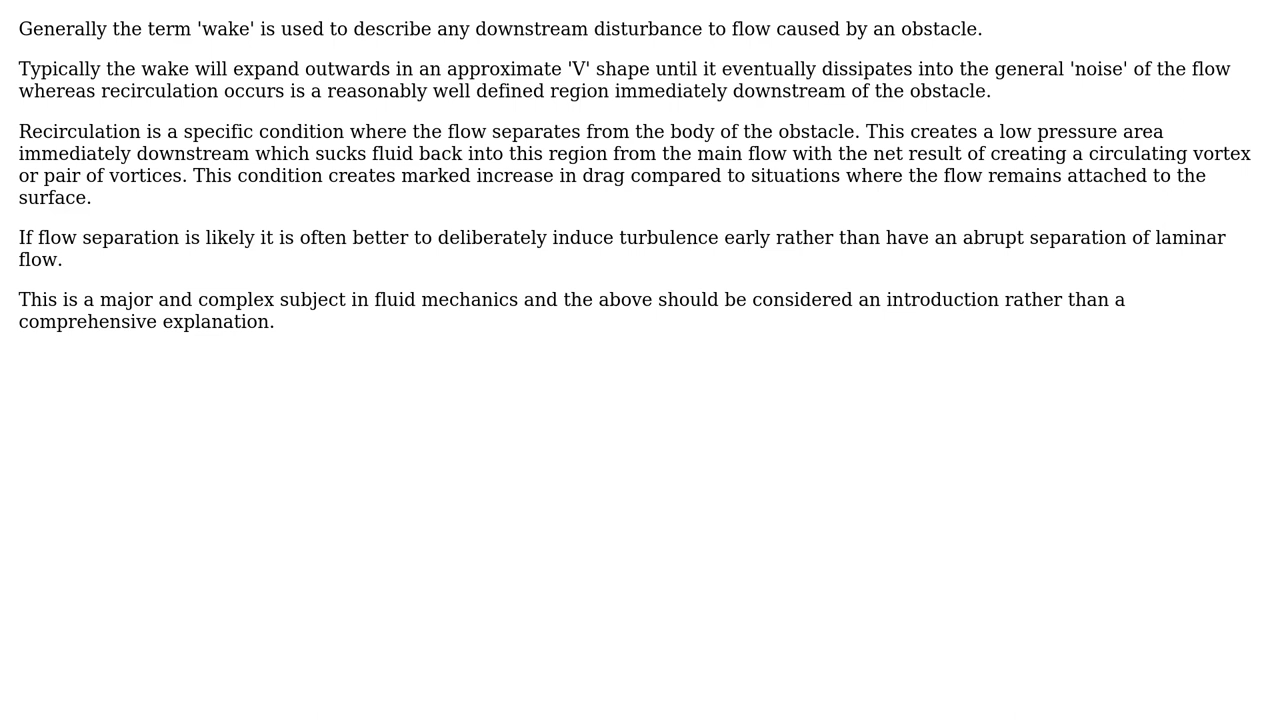 Generally the term 'wake' is used to describe any downstream disturbance to flow caused by an obstacle.
Typically the wake will expand outwards in an approximate 'V' shape until it eventually dissipates into the general 'noise' of the flow
whereas recirculation occurs is a reasonably well defined region immediately downstream of the obstacle.
Recirculation is a specific condition where the flow separates from the body of the obstacle. This creates a low pressure area
immediately downstream which sucks fluid back into this region from the main flow with the net result of creating a circulating vortex
or pair of vortices. This condition creates marked increase in drag compared to situations where the flow remains attached to the
surface.
If flow separation is likely it is often better to deliberately induce turbulence early rather than have an abrupt separation of laminar
flow.
This is a major and complex subject in fluid mechanics and the above should be considered an introduction rather than a
comprehensive explanation.